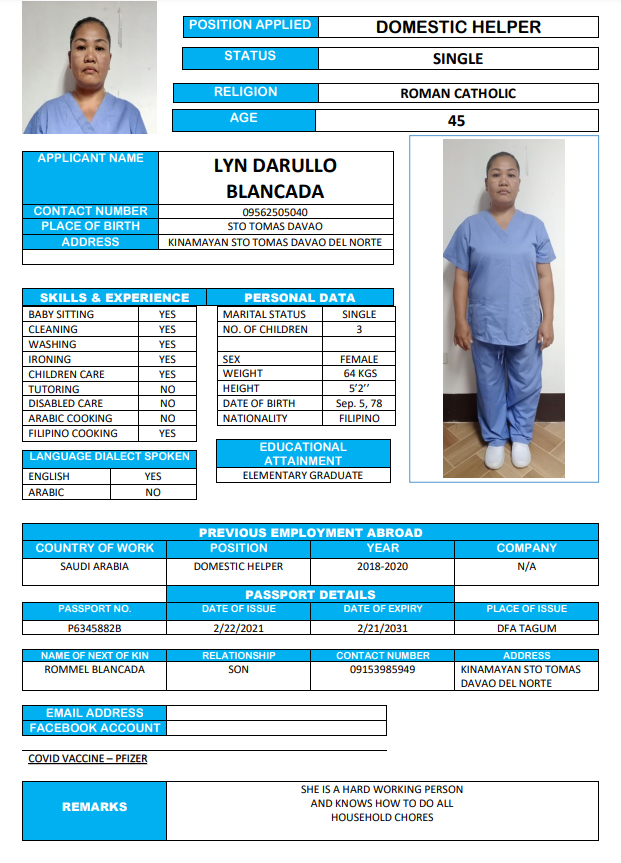 POSITION APPLIED DOMESTIC HELPER
STATUS SINGLE
RELIGION ROMAN CATHOLIC
AGE 45
APPLICANT NAME LYN DARULLO
BLANCADA
CONTACT NUMBER 09562505040
PLACE OF BIRTH STO TOMAS DAVAO
ADDRESS KINAMAYAN STO TOMAS DAVAO DEL NORTE
SKILLS & EXPERIENCE PERSONAL DATA
BABY SITTING YES MARITAL STATUS SINGLE
CLEANING YES NO. OF CHILDREN 3
WASHING YES
IRONING YES SEX FEMALE
CHILDREN CARE YES WEIGHT 64 KGS
TUTORING NO HEIGHT 5'2''
DISABLED CARE NO DATE OF BIRTH Sep. 5, 78
ARABIC COOKING NO NATIONALITY FILIPINO
FILIPINO COOKING YES
LANGUAGE DIALECT SPOKEN
ENGLISH YES
ARABIC NO
EDUCATIONAL
ATTAINMENT
ELEMENTARY GRADUATE
PREVIOUS EMPLOYMENT ABROAD
COUNTRY OF WORK POSITION YEAR COMPANY
SAUDI ARABIA DOMESTIC HELPER 2018-2020 N/A
PASSPORT DETAILS
PASSPORT NO. DATE OF ISSUE DATE OF EXPIRY PLACE OF ISSUE
P6345882B 2/22/2021 2/21/2031 DFA TAGUM
NAME OF NEXT OF KIN RELATIONSHIP CONTACT NUMBER ADDRESS
ROMMEL BLANCADA SON 09153985949 KINAMAYAN STO TOMAS
DAVAO DEL NORTE
EMAIL ADDRESS
FACEBOOK ACCOUNT
COVID VACCINE – PFIZER
REMARKS
SHE IS A HARD WORKING PERSON
AND KNOWS HOW TO DO ALL
HOUSEHOLD CHORES